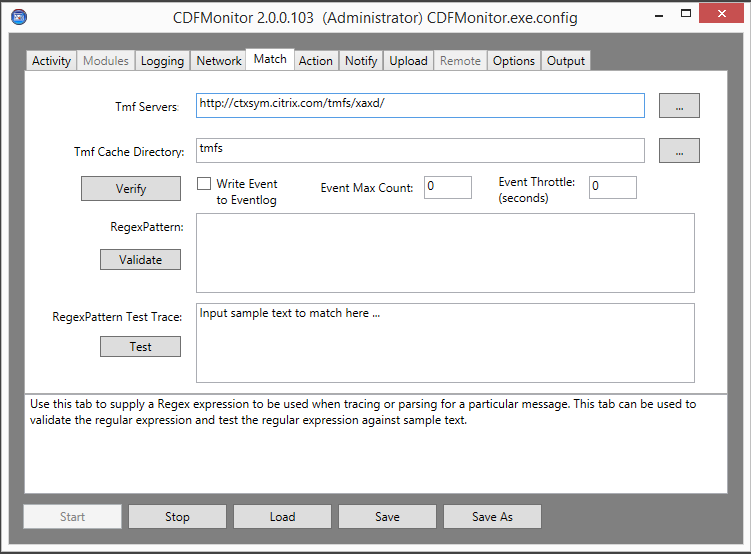 CDFMonitor 2.0.0.103 (Administrator) CDFMonitor.exe.config
Activity Modules Logging Network Match Action Notify Upload Remote Options Output
Tmf Servers: http://ctxsym.citrix.com/tmfs/xaxd/ ...
Tmf Cache Directory: tmfs ...
Verify Write Event to Eventlog Event Max Count: 0 Event Throttle: (seconds) 0
RegexPattern:
Validate
RegexPattern Test Trace: Input sample text to match here ...
Test
Use this tab to supply a Regex expression to be used when tracing or parsing for a particular message. This tab can be used to
validate the regular expression and test the regular expression against sample text.
Start Stop Load Save Save As